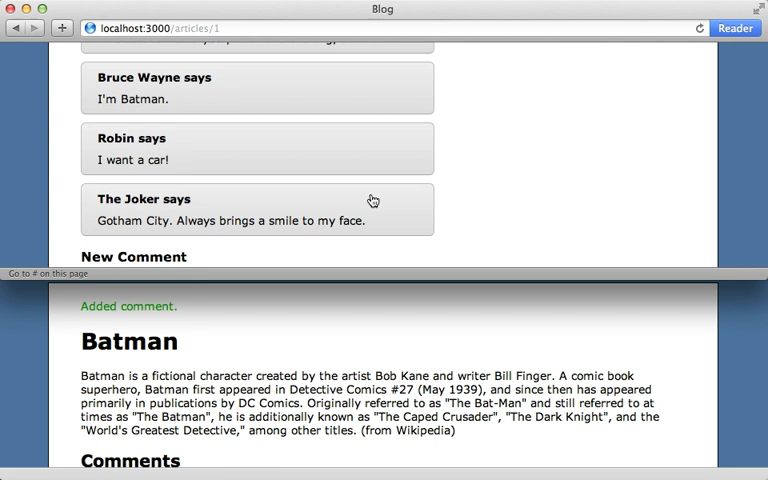 Blog
localhost:3000/articles/1
Reader
Bruce Wayne says
I'm Batman.
Robin says
I want a car!
The Joker says
Gotham City. Always brings a smile to my face.
New Comment
Go to # on this page
Added comment.
Batman
Batman is a fictional character created by the artist Bob Kane and writer Bill Finger. A comic book
superhero, Batman first appeared in Detective Comics #27 (May 1939), and since then has appeared
primarily in publications by DC Comics. Originally referred to as "The Bat-Man" and still referred to at
times as "The Batman", he is additionally known as "The Caped Crusader", "The Dark Knight", and the
"World's Greatest Detective," among other titles. (from Wikipedia)
Comments